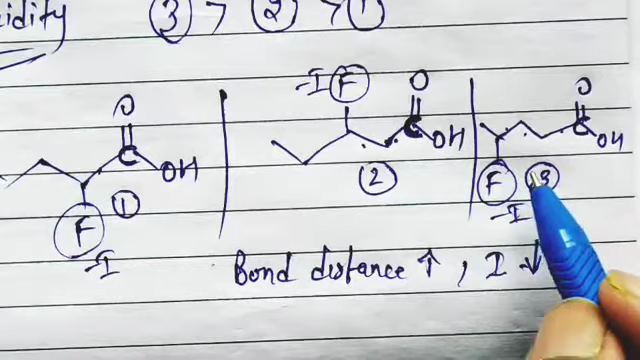 idity ③ > ② > ①
-I F O O
O C OH C OH C OH
F ① ② F ③
-I -I
Bond distance ↑ , I ↓